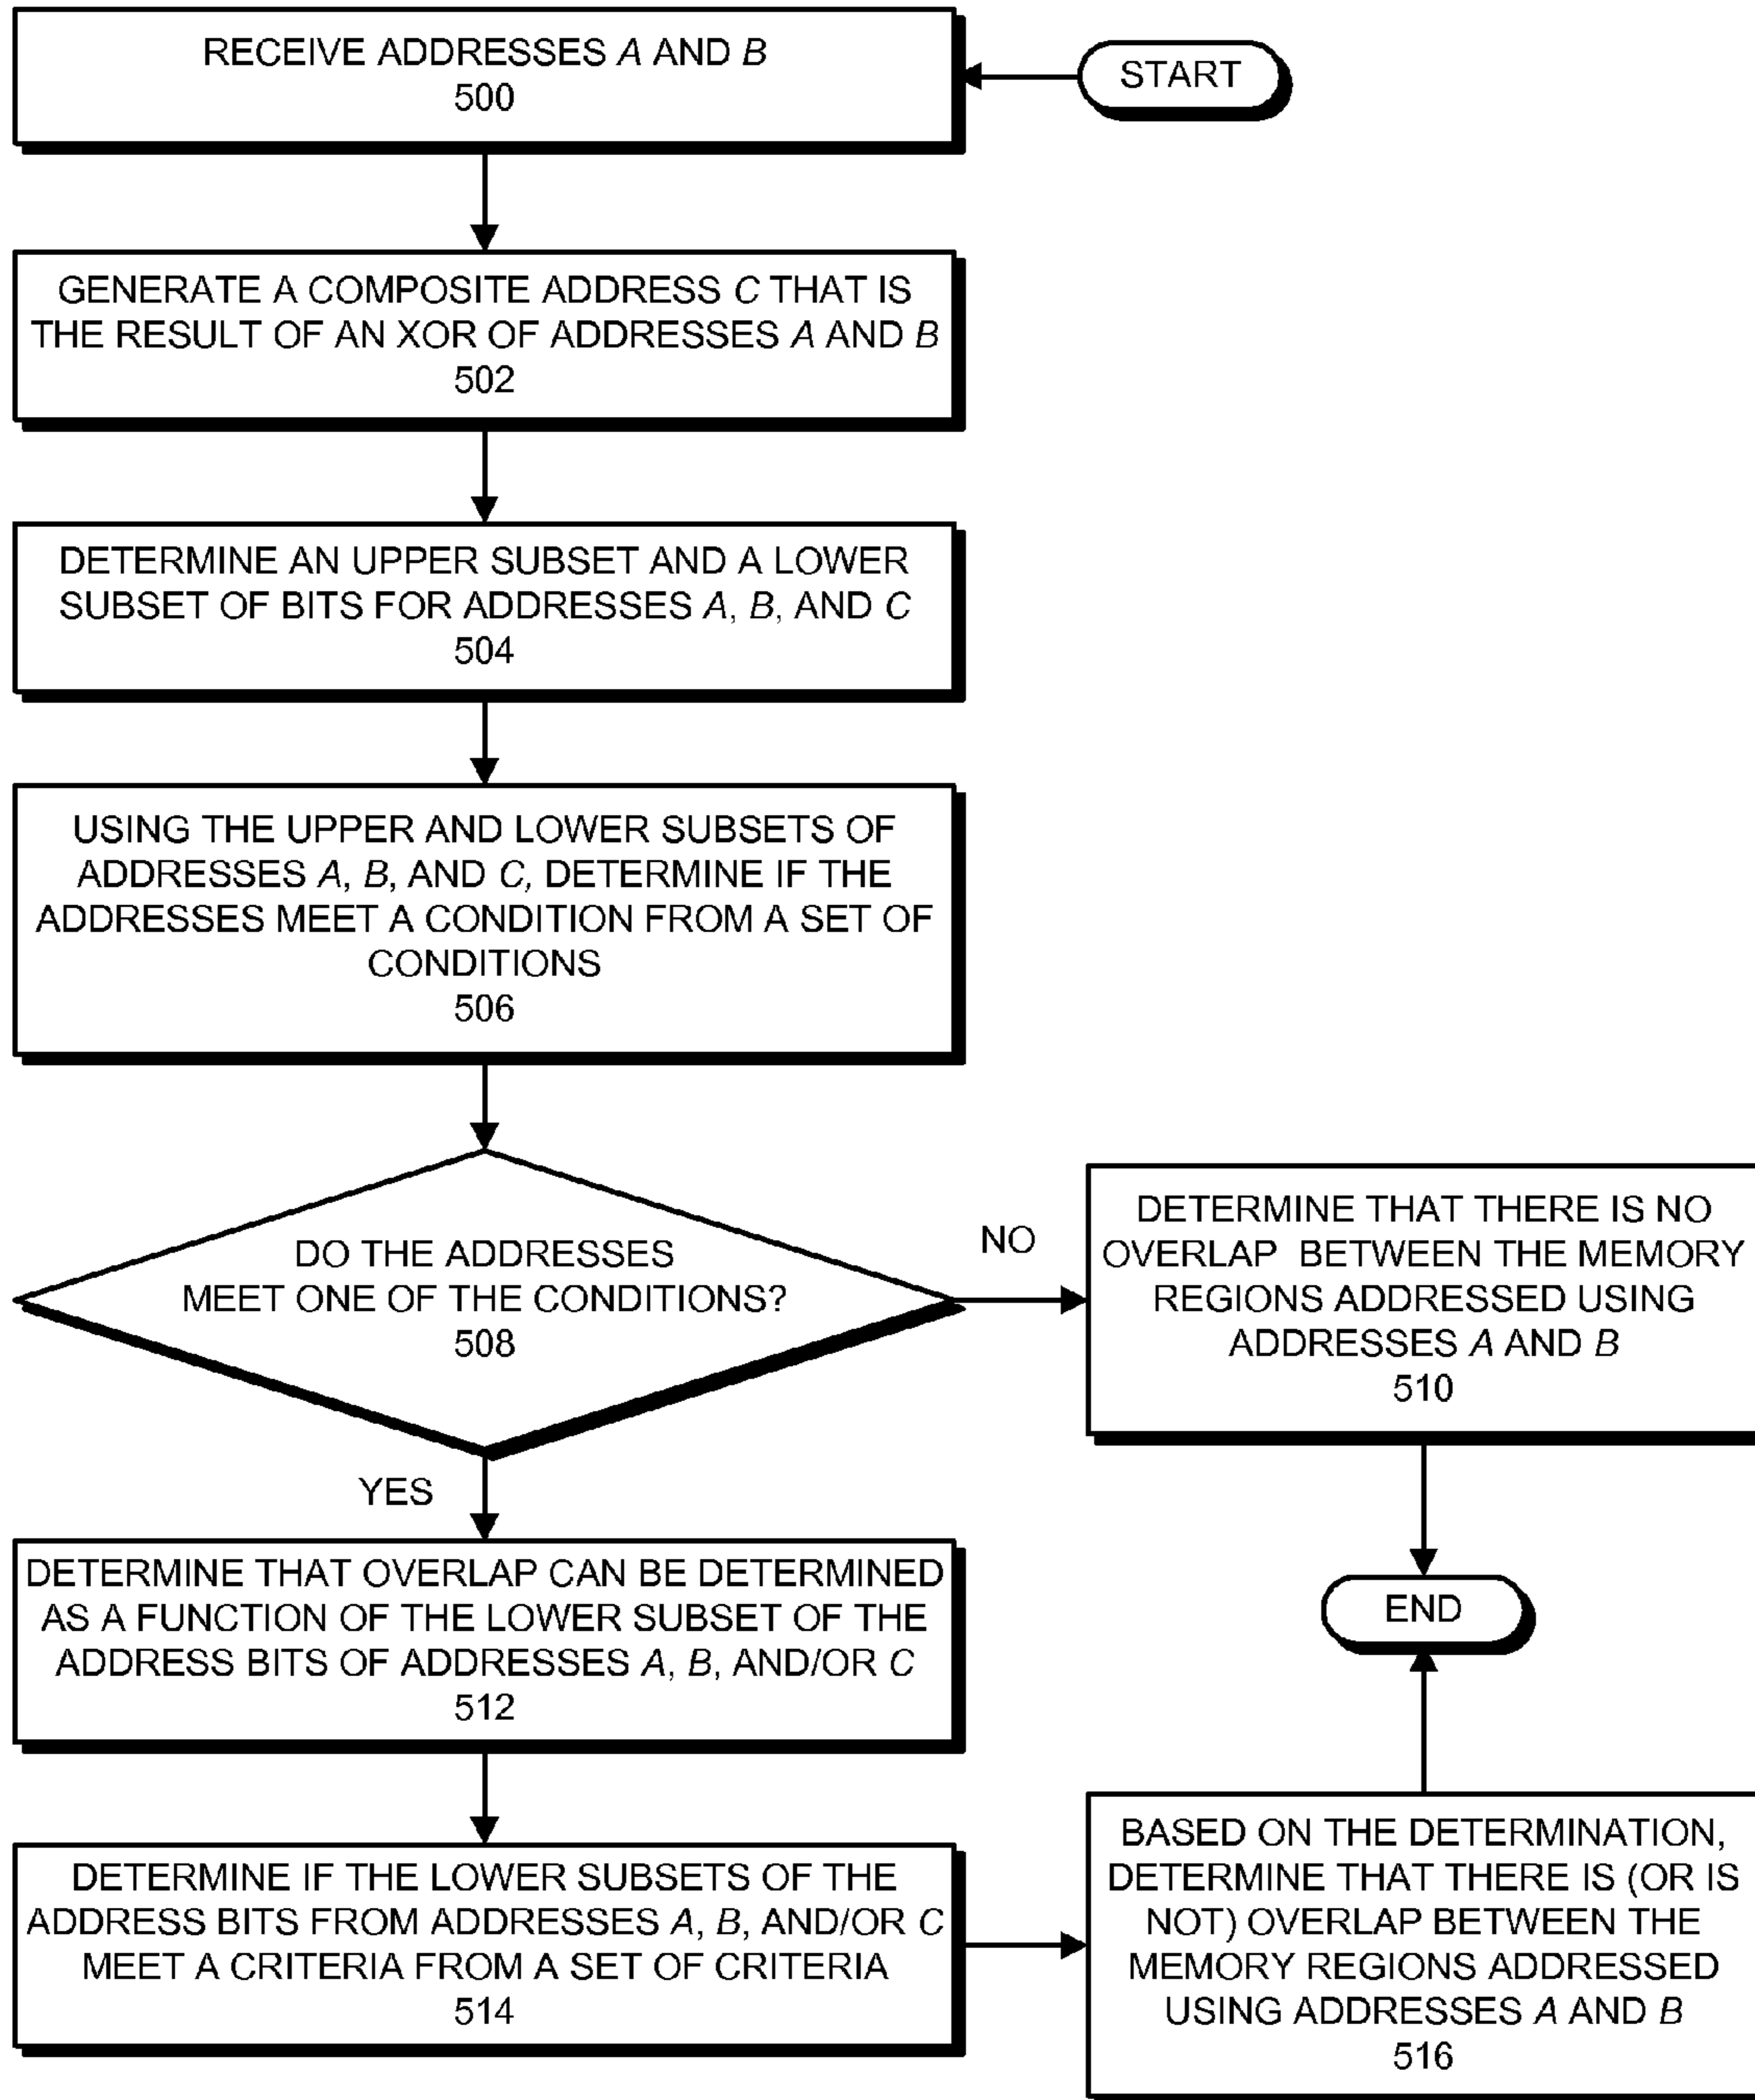 START
RECEIVE ADDRESSES A AND B
500
GENERATE A COMPOSITE ADDRESS C THAT IS
THE RESULT OF AN XOR OF ADDRESSES A AND B
502
DETERMINE AN UPPER SUBSET AND A LOWER
SUBSET OF BITS FOR ADDRESSES A, B, AND C
504
USING THE UPPER AND LOWER SUBSETS OF
ADDRESSES A, B, AND C, DETERMINE IF THE
ADDRESSES MEET A CONDITION FROM A SET OF
CONDITIONS
506
DO THE ADDRESSES
MEET ONE OF THE CONDITIONS?
508
NO
DETERMINE THAT THERE IS NO
OVERLAP BETWEEN THE MEMORY
REGIONS ADDRESSED USING
ADDRESSES A AND B
510
YES
DETERMINE THAT OVERLAP CAN BE DETERMINED
AS A FUNCTION OF THE LOWER SUBSET OF THE
ADDRESS BITS OF ADDRESSES A, B, AND/OR C
512
DETERMINE IF THE LOWER SUBSETS OF THE
ADDRESS BITS FROM ADDRESSES A, B, AND/OR C
MEET A CRITERIA FROM A SET OF CRITERIA
514
BASED ON THE DETERMINATION,
DETERMINE THAT THERE IS (OR IS
NOT) OVERLAP BETWEEN THE
MEMORY REGIONS ADDRESSED
USING ADDRESSES A AND B
516
END